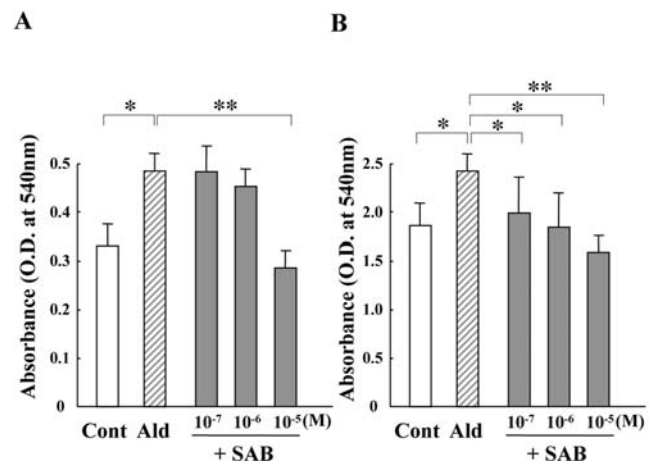 A
B
* **
** * * *
Absorbance (O.D. at 540nm)
0.5
0.4
0.3
0.2
0.1
0
Cont Ald 10⁻⁷ 10⁻⁶ 10⁻⁵(M)
+ SAB
Absorbance (O.D. at 540nm)
2.5
2.0
1.5
1.0
0.5
0
Cont Ald 10⁻⁷ 10⁻⁶ 10⁻⁵(M)
+ SAB